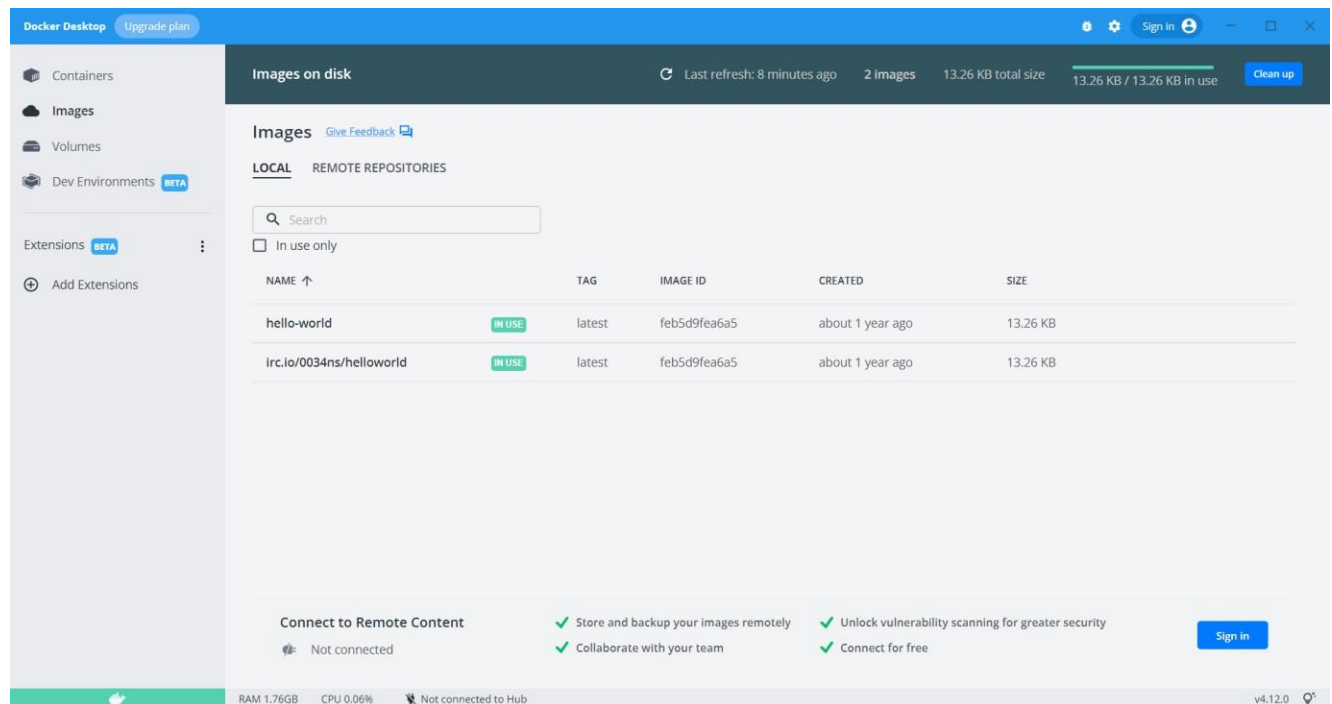 Docker Desktop Upgrade plan Sign in
Containers
Images
Volumes
Dev Environments BETA
Extensions BETA
Add Extensions
Images on disk Last refresh: 8 minutes ago 2 images 13.26 KB total size 13.26 KB / 13.26 KB in use Clean up
Images Give Feedback
LOCAL REMOTE REPOSITORIES
Search
In use only
NAME TAG IMAGE ID CREATED SIZE
hello-world IN USE latest feb5d9fea6a5 about 1 year ago 13.26 KB
irc.io/0034ns/helloworld IN USE latest feb5d9fea6a5 about 1 year ago 13.26 KB
Connect to Remote Content
Not connected
Store and backup your images remotely
Collaborate with your team
Unlock vulnerability scanning for greater security
Connect for free
Sign in
RAM 1.76GB CPU 0.06% Not connected to Hub v4.12.0